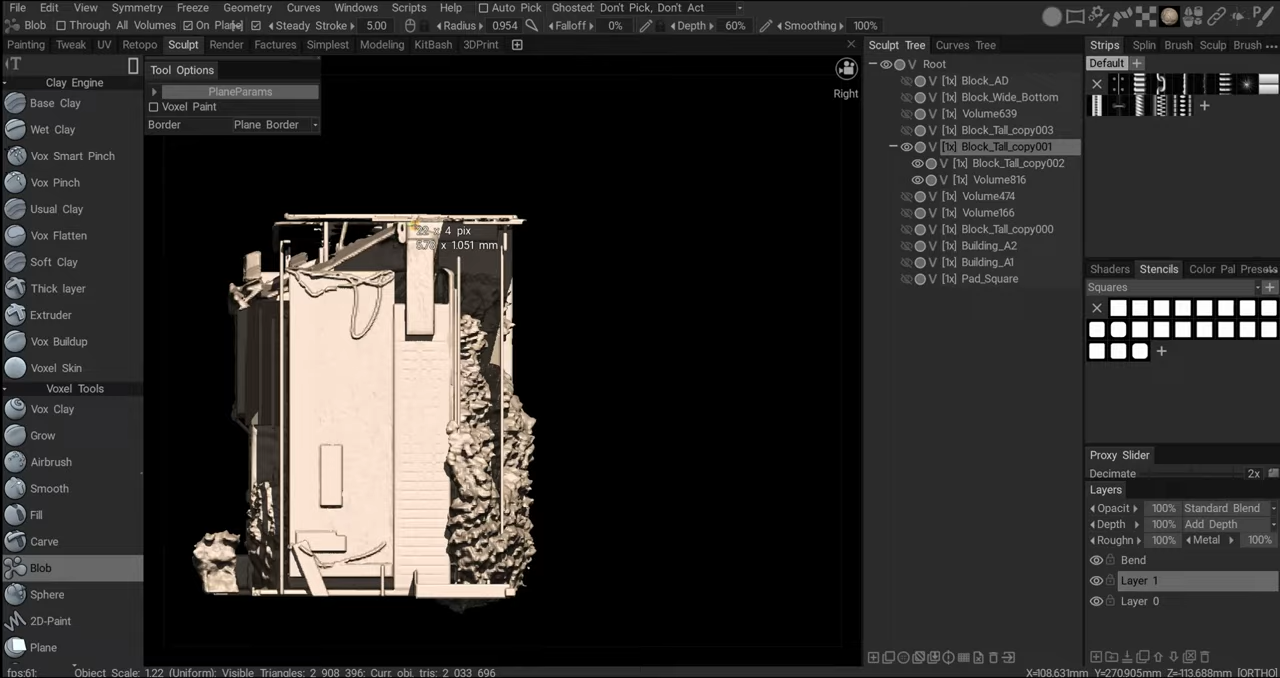 File Edit View Symmetry Freeze Geometry Curves Windows Scripts Help Auto Pick Ghosted: Don't Pick, Don't Act
Blob Through All Volumes On Plane Steady Stroke 5.00 Radius 0954 Falloff 0% Depth 60% Smoothing 100%
Painting Tweak UV Retopo Sculpt Render Factures Simplest Modeling KitBash 3DPrint
Clay Engine
Base Clay
Wet Clay
Vox Smart Pinch
Vox Pinch
Usual Clay
Vox Flatten
Soft Clay
Thick layer
Extruder
Vox Buildup
Voxel Skin
Voxel Tools
Vox Clay
Grow
Airbrush
Smooth
Fill
Carve
Blob
Sphere
2D-Paint
Plane
Tool Options
PlaneParams
Voxel Paint
Border Plane Border
Right
4 pix
x 1.051 mm
Sculpt Tree Curves Tree
Root
[1x] Block_AD
[1x] Block_Wide_Bottom
[1x] Volume639
[1x] Block_Tall_copy003
[1x] Block_Tall_copy001
[1x] Block_Tall_copy002
[1x] Volume816
[1x] Volume474
[1x] Volume166
[1x] Block_Tall_copy000
[1x] Building_A2
[1x] Building_A1
[1x] Pad_Square
Strips Splin Brush Sculp Brush
Default
Shaders Stencils Color Pal Presets
Squares
Proxy Slider
Decimate 2x
Layers
Opacit 100% Standard Blend
Depth 100% Add Depth
Roughn 100% Metal 100%
Bend
Layer 1
Layer 0
fps:61; Object Scale: 1.22 (Uniform); Visible Triangles: 2 908 396; Curr. obj. tris: 2 033 696 X=108.631mm Y=270.905mm Z=-113.688mm [ORTHO]